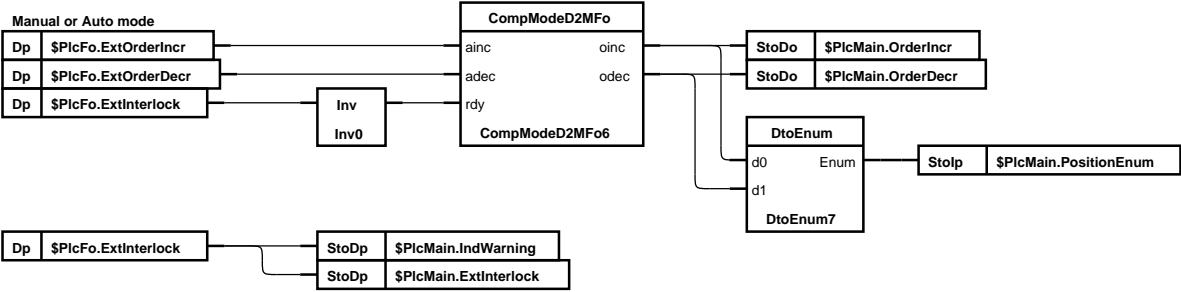 Manual or Auto mode
CompModeD2MFo
Dp $PlcFo.ExtOrderIncr ainc oinc StoDo $PlcMain.OrderIncr
Dp $PlcFo.ExtOrderDecr adec odec StoDo $PlcMain.OrderDecr
Dp $PlcFo.ExtInterlock Inv rdy
Inv0 CompModeD2MFo6 DtoEnum
d0 Enum StoIp $PlcMain.PositionEnum
d1
DtoEnum7
Dp $PlcFo.ExtInterlock StoDp $PlcMain.IndWarning
StoDp $PlcMain.ExtInterlock